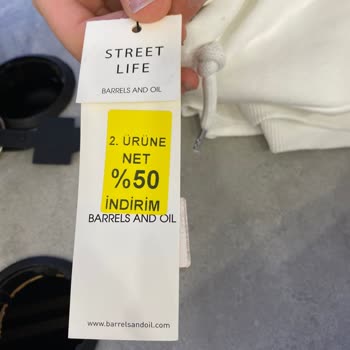 STREET
LIFE
BARRELS AND OIL
2. ÜRÜNE
NET
%50
İNDİRİM
BARRELS AND OIL
www.barrelsandoil.com